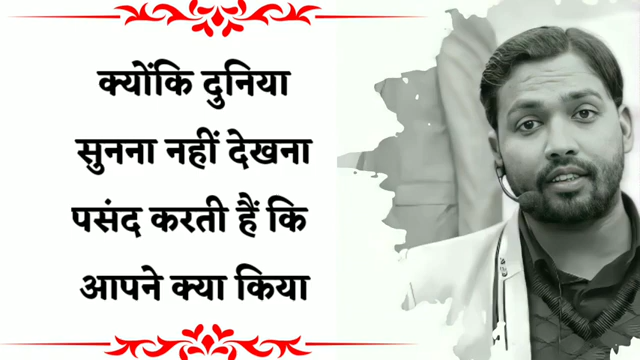 क्योंकि दुनिया
सुनना नहीं देखना
पसंद करती हैं कि
आपने क्या किया